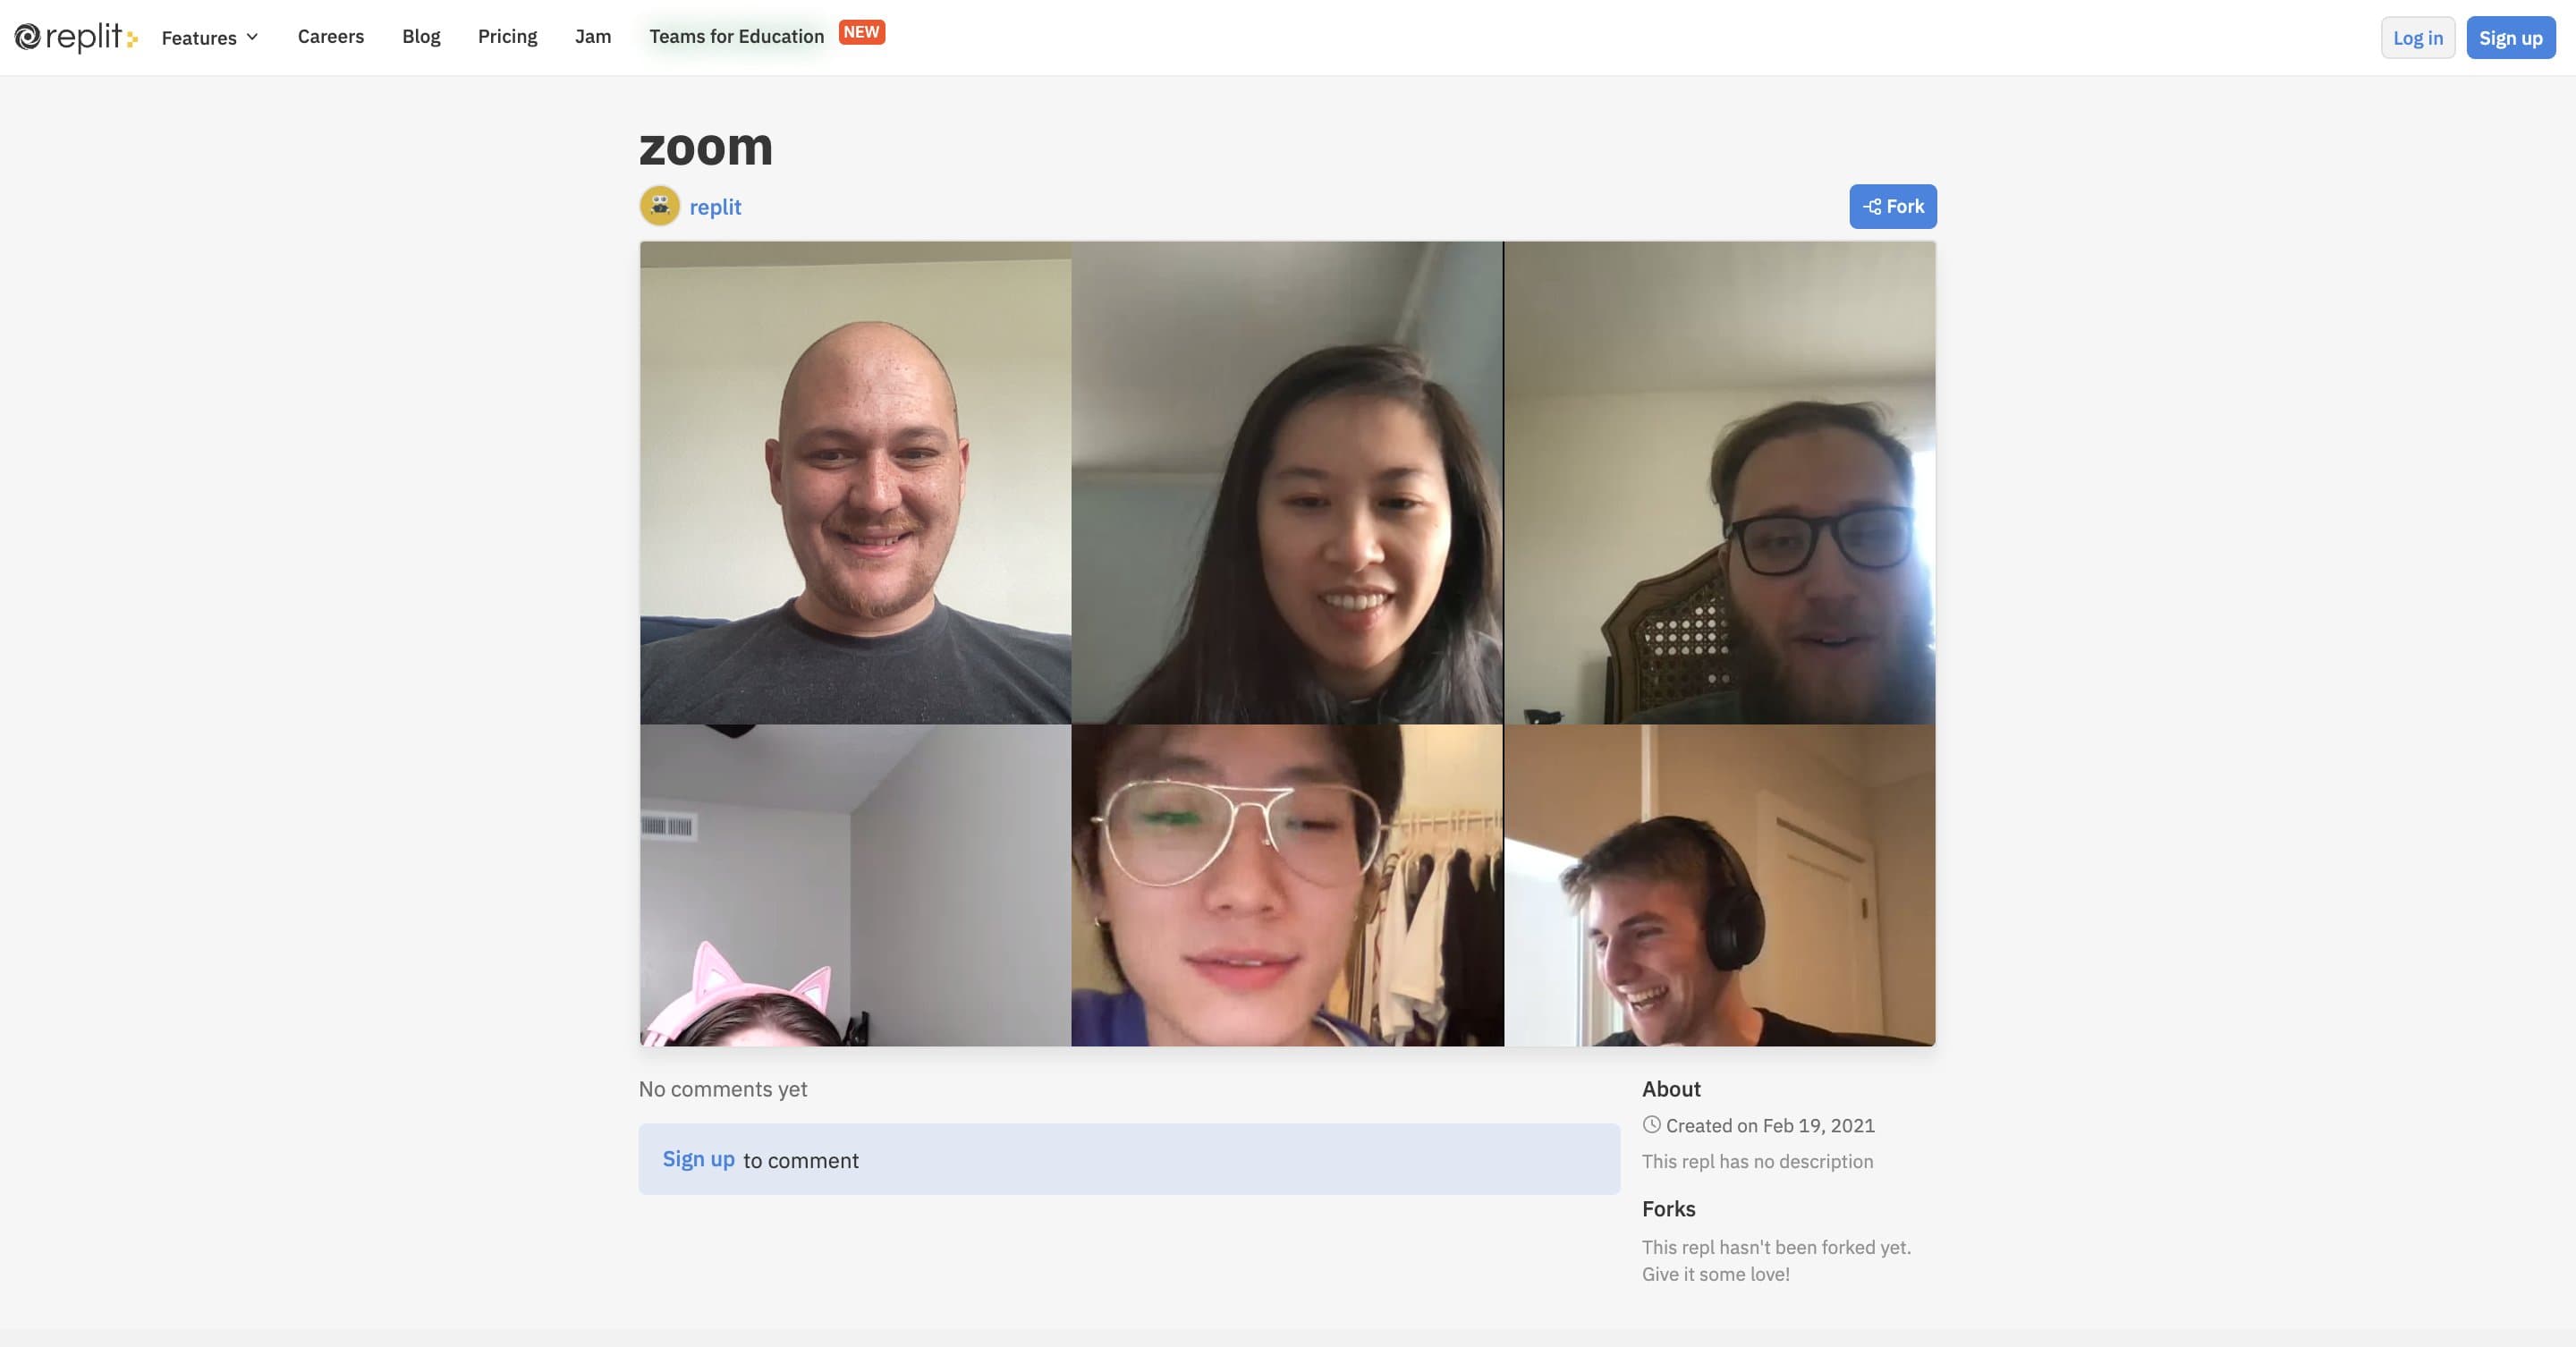 replit
Features
Careers
Blog
Pricing
Jam
Teams for Education
NEW
Log in
Sign up
zoom
replit
Fork
No comments yet
Sign up to comment
About
Created on Feb 19, 2021
This repl has no description
Forks
This repl hasn't been forked yet.
Give it some love!